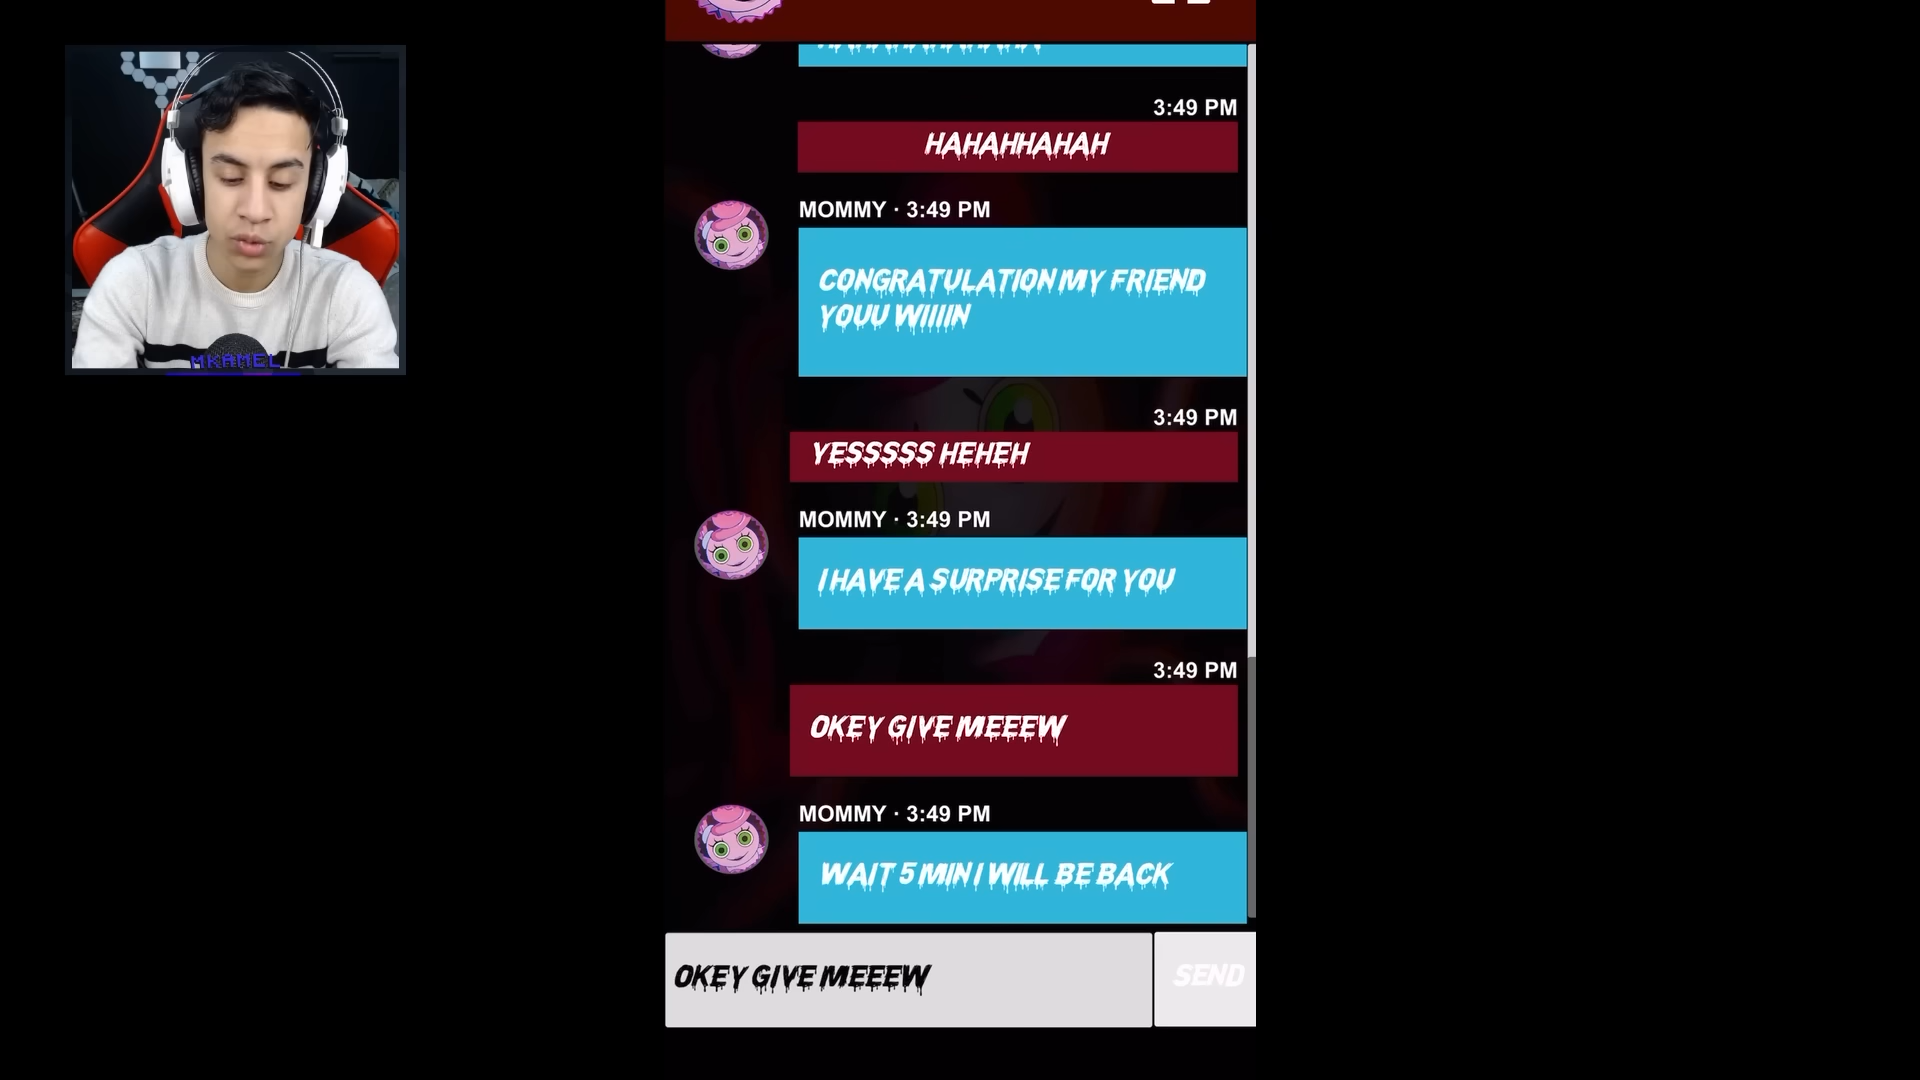 3:49 PM
HAHAHHAHAH
MOMMY · 3:49 PM
CONGRATULATION MY FRIEND
YOUU WIIIIN
3:49 PM
YESSSSS HEHEH
MOMMY · 3:49 PM
I HAVE A SURPRISE FOR YOU
3:49 PM
OKEY GIVE MEEEW
MOMMY · 3:49 PM
WAIT 5 MIN I WILL BE BACK
OKEY GIVE MEEEW
SEND
MKAMEL